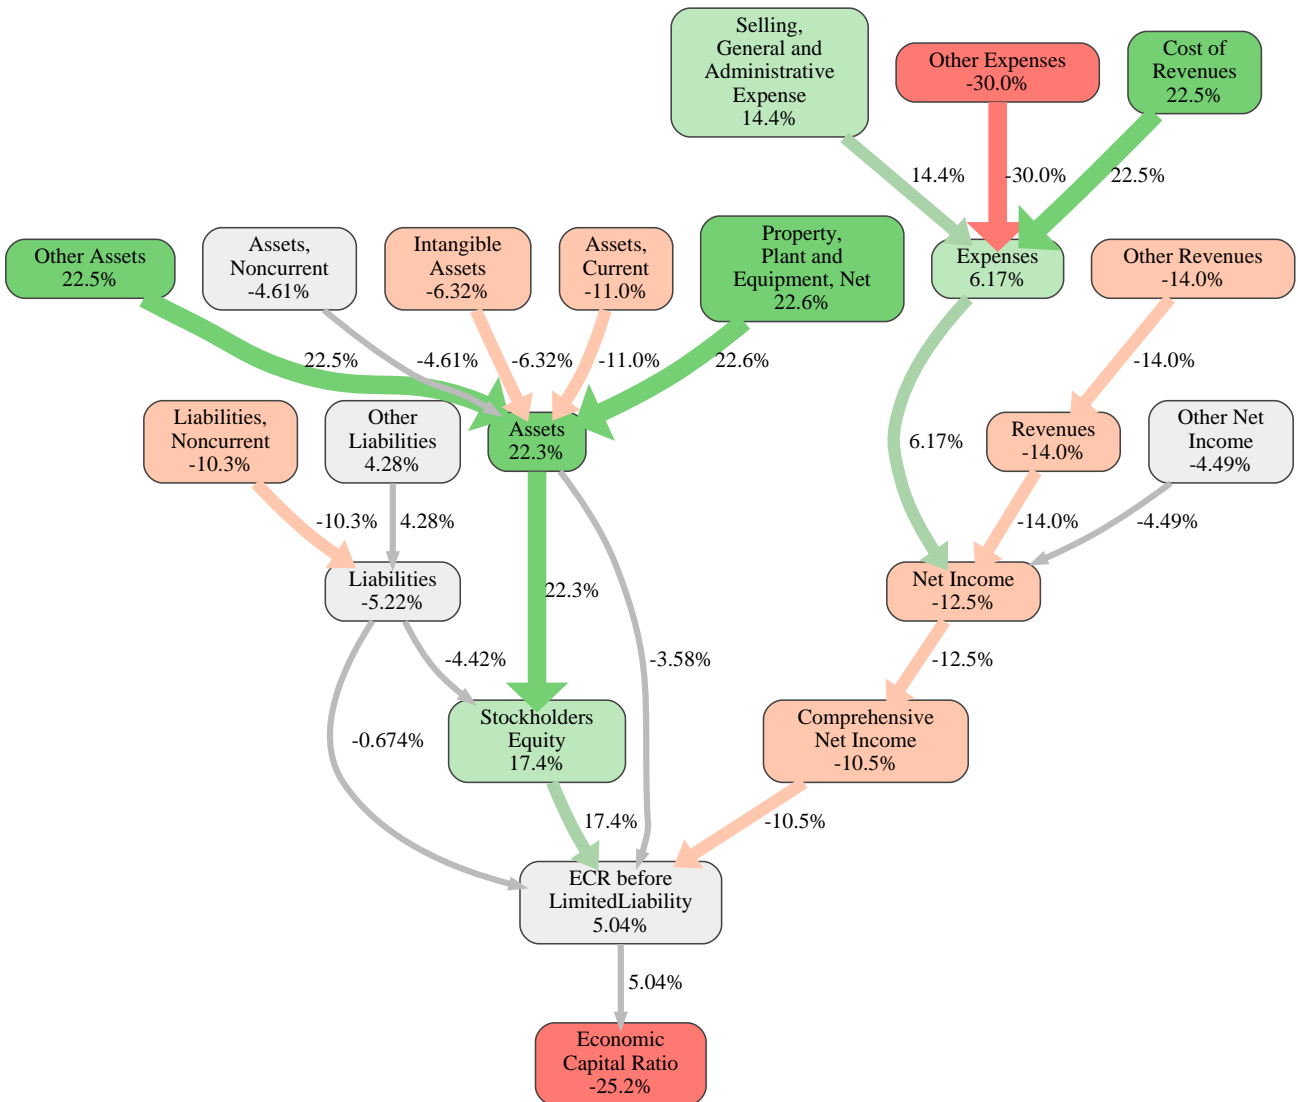 Selling,
General and
Administrative
Expense
14.4%
Other Expenses
-30.0%
Cost of
Revenues
22.5%
14.4%
-30.0%
22.5%
Other Assets
22.5%
Assets,
Noncurrent
-4.61%
Intangible
Assets
-6.32%
Assets,
Current
-11.0%
Property,
Plant and
Equipment, Net
22.6%
Expenses
6.17%
Other Revenues
-14.0%
22.5%
-4.61%
-6.32%
-11.0%
22.6%
-14.0%
Liabilities,
Noncurrent
-10.3%
Other
Liabilities
4.28%
Assets
22.3%
6.17%
Revenues
-14.0%
Other Net
Income
-4.49%
-10.3%
4.28%
-14.0%
-4.49%
Liabilities
-5.22%
22.3%
Net Income
-12.5%
-4.42%
-3.58%
-12.5%
-0.674%
Stockholders
Equity
17.4%
Comprehensive
Net Income
-10.5%
17.4%
-10.5%
ECR before
LimitedLiability
5.04%
5.04%
Economic
Capital Ratio
-25.2%